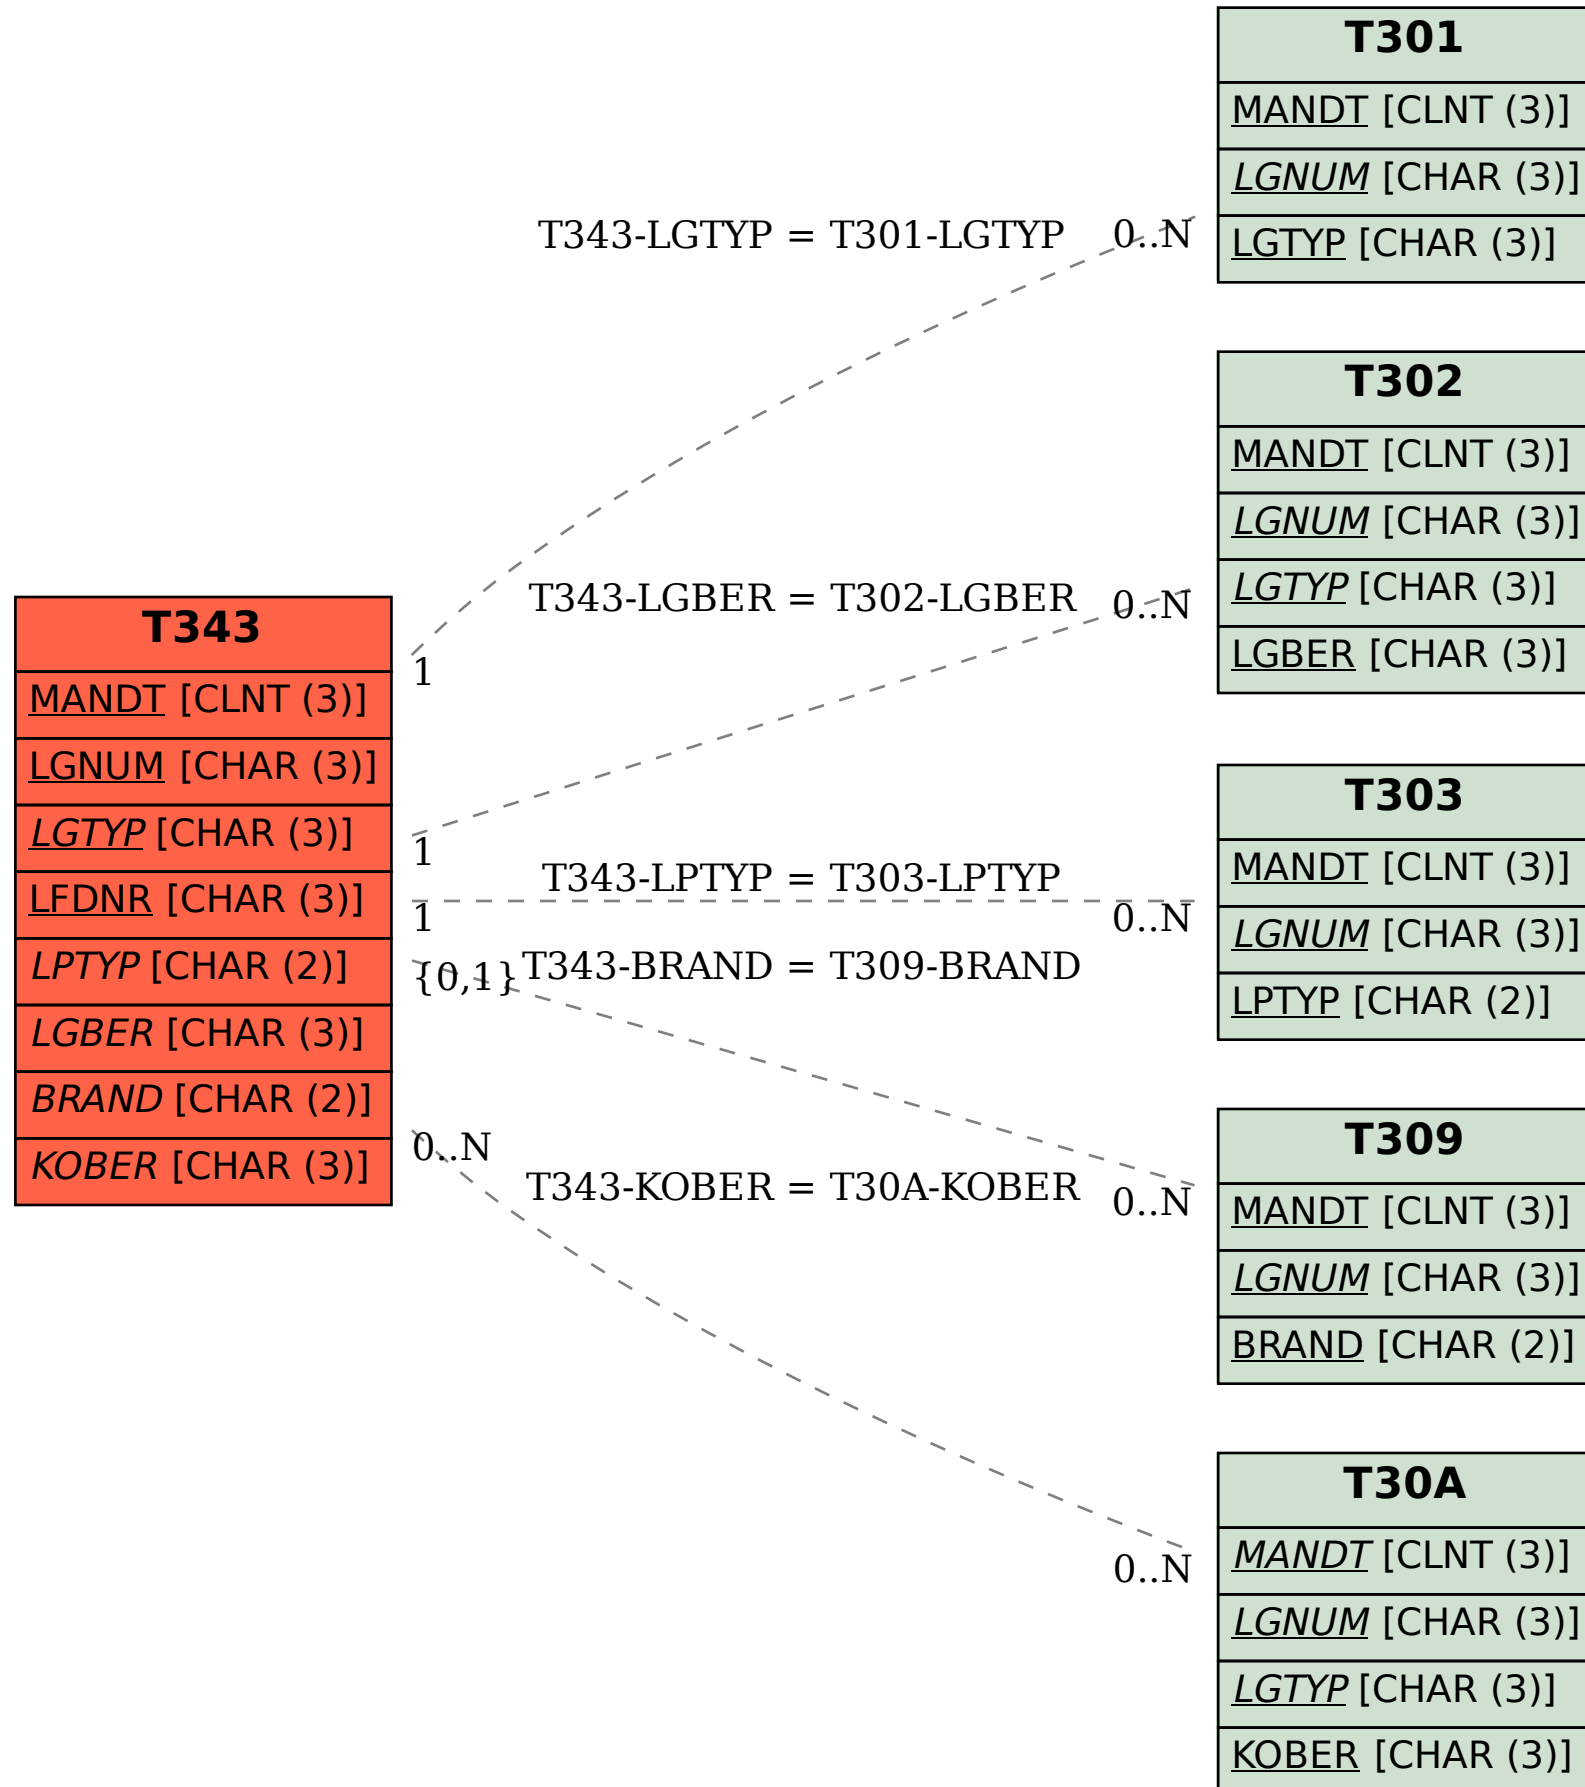 T343
MANDT [CLNT (3)]
LGNUM [CHAR (3)]
LGTYP [CHAR (3)]
LFDNR [CHAR (3)]
LPTYP [CHAR (2)]
LGBER [CHAR (3)]
BRAND [CHAR (2)]
KOBER [CHAR (3)]
T343-LGTYP = T301-LGTYP
0..N
1
T343-LGBER = T302-LGBER
0..N
1
T343-LPTYP = T303-LPTYP
0..N
1
T343-BRAND = T309-BRAND
{0,1}
0..N
T343-KOBER = T30A-KOBER
0..N
0..N
T301
MANDT [CLNT (3)]
LGNUM [CHAR (3)]
LGTYP [CHAR (3)]
T302
MANDT [CLNT (3)]
LGNUM [CHAR (3)]
LGTYP [CHAR (3)]
LGBER [CHAR (3)]
T303
MANDT [CLNT (3)]
LGNUM [CHAR (3)]
LPTYP [CHAR (2)]
T309
MANDT [CLNT (3)]
LGNUM [CHAR (3)]
BRAND [CHAR (2)]
T30A
MANDT [CLNT (3)]
LGNUM [CHAR (3)]
LGTYP [CHAR (3)]
KOBER [CHAR (3)]